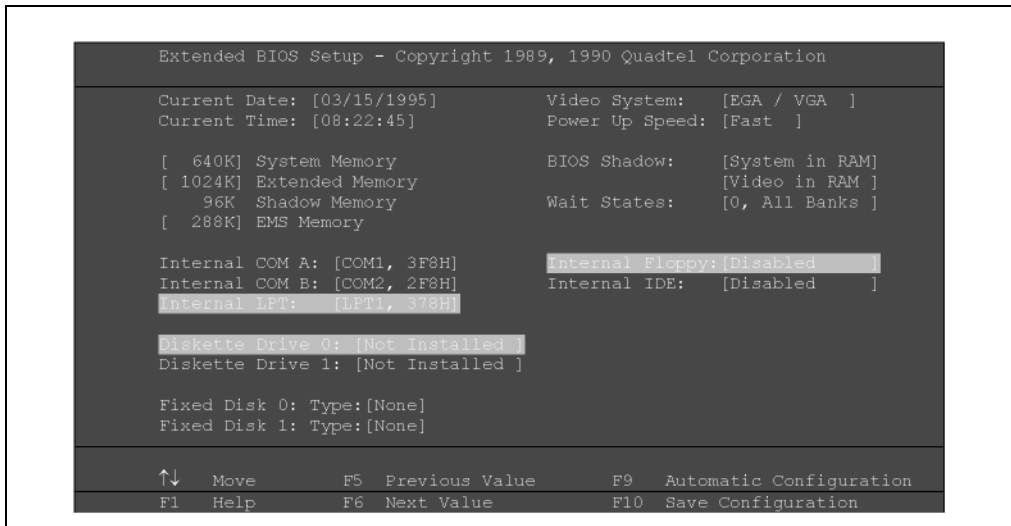 Extended BIOS Setup - Copyright 1989, 1990 Quadtel Corporation
Current Date: [03/15/1995] Video System: [EGA / VGA ]
Current Time: [08:22:45] Power Up Speed: [Fast ]
[ 640K] System Memory BIOS Shadow: [System in RAM]
[ 1024K] Extended Memory [Video in RAM ]
96K Shadow Memory Wait States: [0, All Banks ]
[ 288K] EMS Memory
Internal COM A: [COM1, 3F8H] Internal Floppy:[Disabled ]
Internal COM B: [COM2, 2F8H] Internal IDE: [Disabled ]
Internal LPT: [LPT1, 378H]
Diskette Drive 0: [Not Installed ]
Diskette Drive 1: [Not Installed ]
Fixed Disk 0: Type:[None]
Fixed Disk 1: Type:[None]
↑↓ Move F5 Previous Value F9 Automatic Configuration
F1 Help F6 Next Value F10 Save Configuration